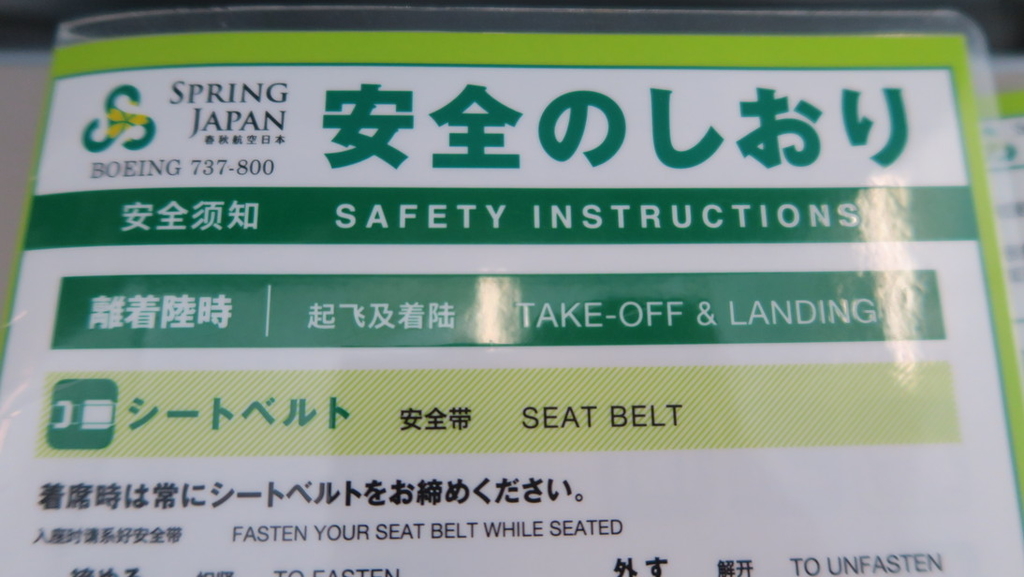 SPRING JAPAN
春秋航空日本
BOEING 737-800
安全のしおり
安全须知 SAFETY INSTRUCTIONS
離着陸時 起飞及着陆 TAKE-OFF & LANDING
シートベルト 安全带 SEAT BELT
着席時は常にシートベルトをお締めください。
入座时请系好安全带 FASTEN YOUR SEAT BELT WHILE SEATED
TO FASTEN 外す 解开 TO UNFASTEN